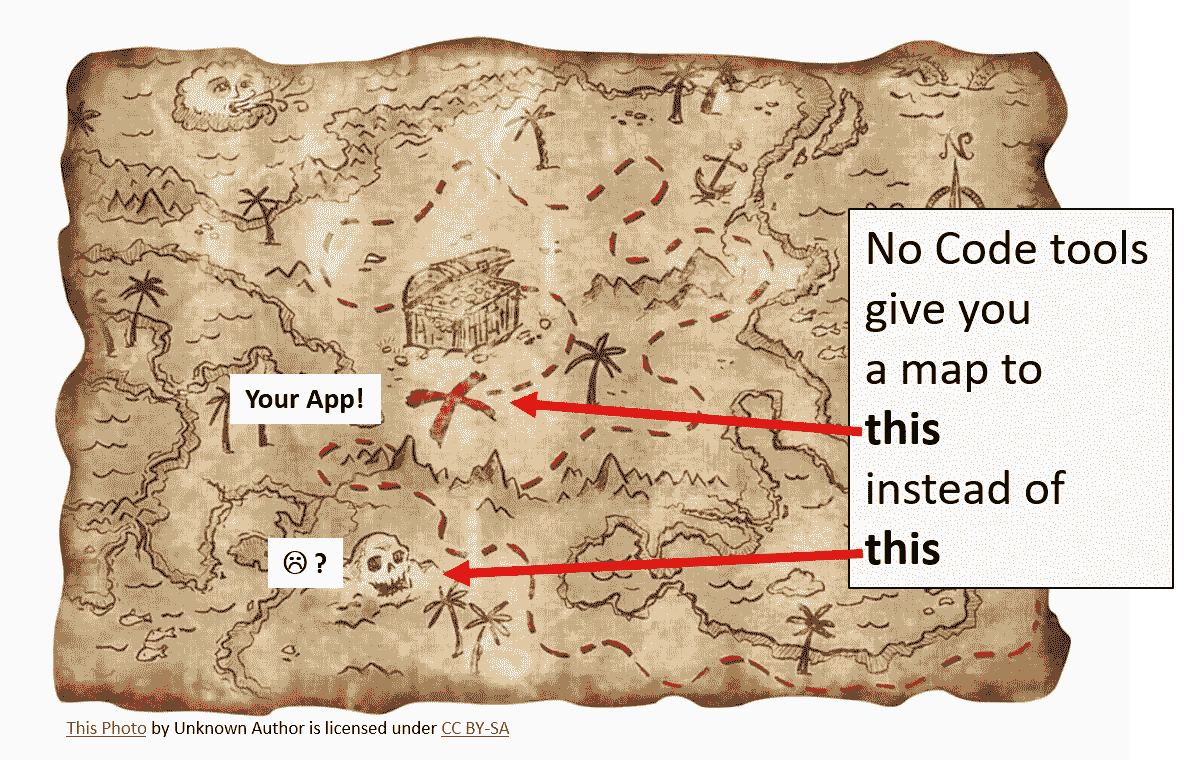 N
No Code tools
give you
a map to
this
instead of
this
Your App!
☹ ?
This Photo by Unknown Author is licensed under CC BY-SA